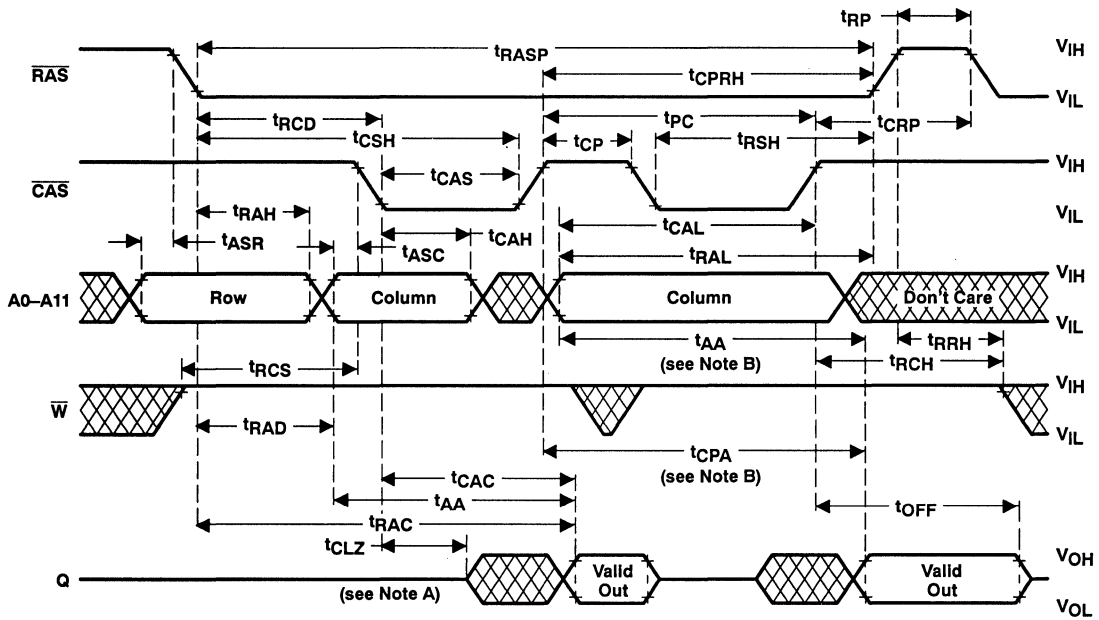 tRP
tRASP
VIH
RAS
tCPRH
VIL
tRCD
tPC
tCRP
tCSH
tCP
tRSH
VIH
CAS
tCAS
VIL
tRAH
tCAH
tCAL
tASR
tASC
tRAL
VIH
A0–A11
Row
Column
Column
Don't Care
VIL
tAA
tRRH
(see Note B)
tRCS
tRCH
VIH
W
tRAD
VIL
tCPA
(see Note B)
tCAC
tAA
tOFF
tRAC
tCLZ
VOH
Q
Valid
Out
Valid
Out
(see Note A)
VOL